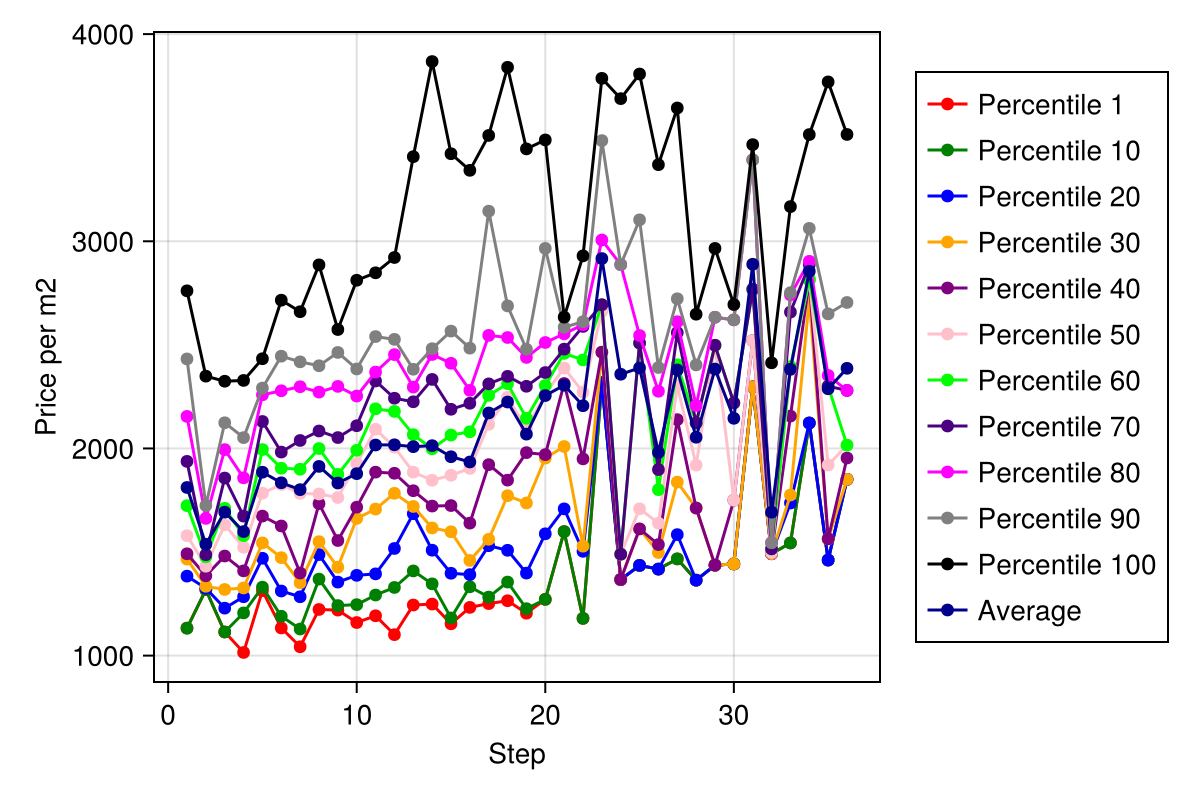 4000
3000
2000
1000
Price per m2
0 10 20 30
Step
Percentile 1
Percentile 10
Percentile 20
Percentile 30
Percentile 40
Percentile 50
Percentile 60
Percentile 70
Percentile 80
Percentile 90
Percentile 100
Average